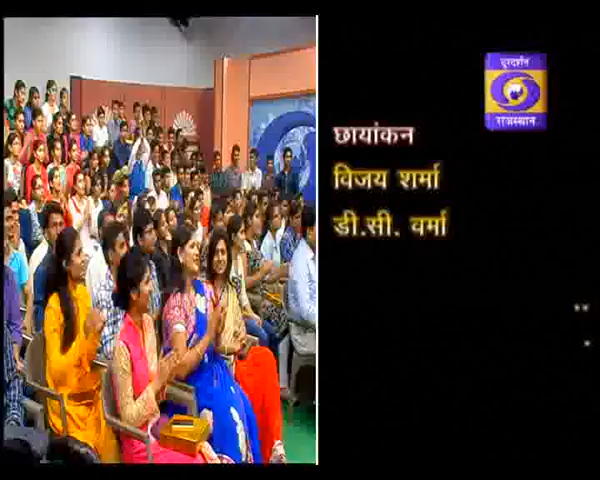 दूरदर्शन
राजस्थान
छायांकन
विजय शर्मा
डी.सी. वर्मा